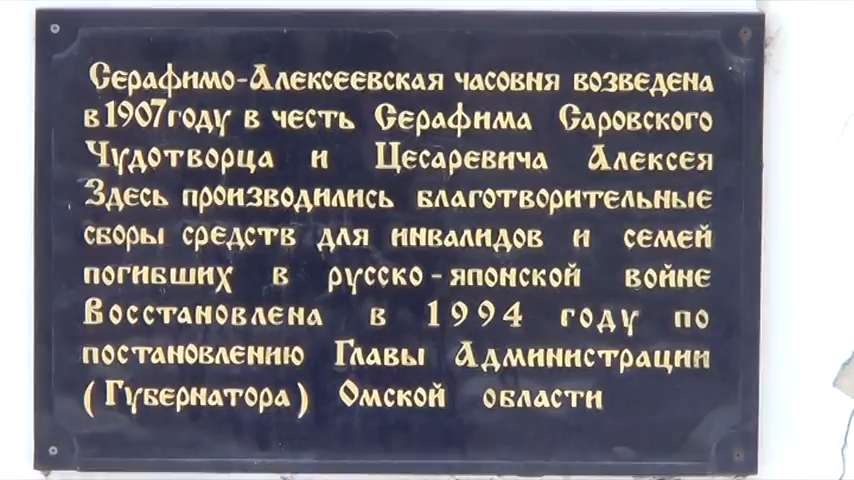 Серафимо-Алексеевская часовня возведена
в 1907 году в честь Серафима Саровского
Чудотворца и Цесаревича Алексея
Здесь производились благотворительные
сборы средств для инвалидов и семей
погибших в русско-японской войне
Восстановлена в 1994 году по
постановлению Главы Администрации
(Губернатора) Омской области